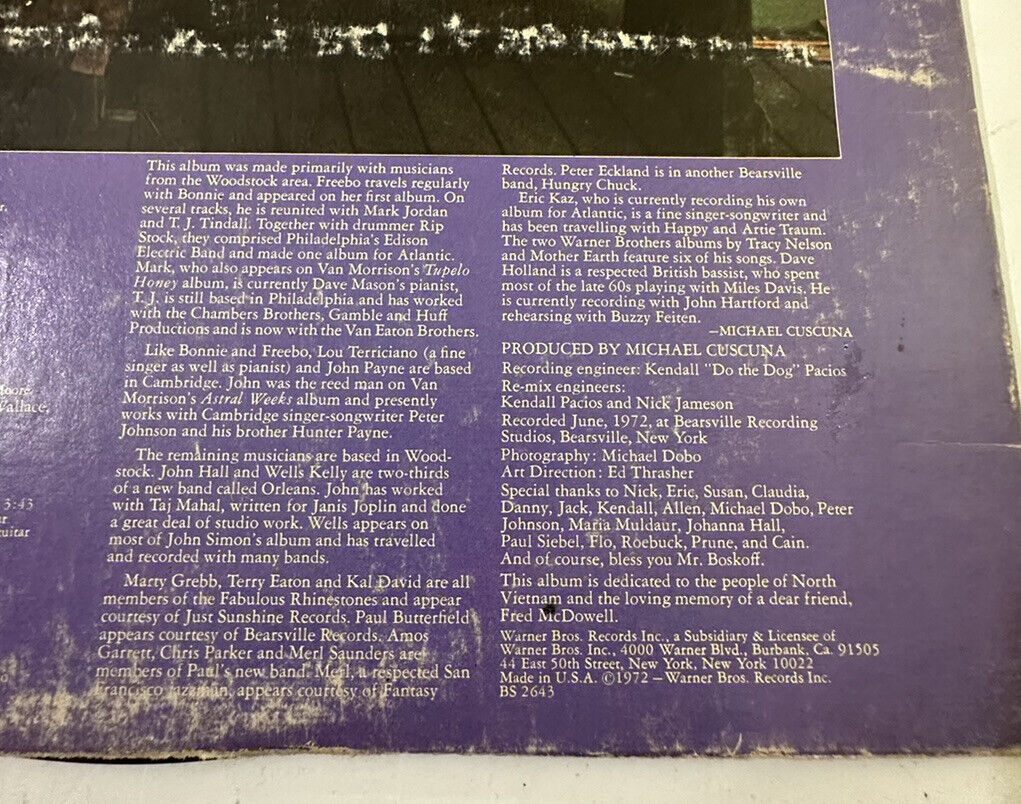 This album was made primarily with musicians
from the Woodstock area. Freebo travels regularly
with Bonnie and appeared on her first album. On
several tracks, he is reunited with Mark Jordan
and T. J. Tindall. Together with drummer Rip
Stock, they comprised Philadelphia's Edison
Electric Band and made one album for Atlantic.
Mark, who also appears on Van Morrison's Tupelo
Honey album, is currently Dave Mason's pianist,
T. J. is still based in Philadelphia and has worked
with the Chambers Brothers, Gamble and Huff
Productions and is now with the Van Eaton Brothers.
Like Bonnie and Freebo, Lou Terriciano (a fine
singer as well as pianist) and John Payne are based
in Cambridge. John was the reed man on Van
Morrison's Astral Weeks album and presently
works with Cambridge singer-songwriter Peter
Johnson and his brother Hunter Payne.
The remaining musicians are based in Wood-
stock. John Hall and Wells Kelly are two-thirds
of a new band called Orleans. John has worked
with Taj Mahal, written for Janis Joplin and done
a great deal of studio work. Wells appears on
most of John Simon's album and has travelled
and recorded with many bands.
Marty Grebb, Terry Eaton and Kal David are all
members of the Fabulous Rhinestones and appear
courtesy of Just Sunshine Records. Paul Butterfield
appears courtesy of Bearsville Records. Amos
Garrett, Chris Parker and Merl Saunders are
members of Paul's new band. Merl, a respected San
Francisco jazzman, appears courtesy of Fantasy
Records. Peter Eckland is in another Bearsville
band, Hungry Chuck.
Eric Kaz, who is currently recording his own
album for Atlantic, is a fine singer-songwriter and
has been travelling with Happy and Artie Traum.
The two Warner Brothers albums by Tracy Nelson
and Mother Earth feature six of his songs. Dave
Holland is a respected British bassist, who spent
most of the late 60s playing with Miles Davis. He
is currently recording with John Hartford and
rehearsing with Buzzy Feiten.
—MICHAEL CUSCUNA
PRODUCED BY MICHAEL CUSCUNA
Recording engineer: Kendall "Do the Dog" Pacios
Re-mix engineers:
Kendall Pacios and Nick Jameson
Recorded June, 1972, at Bearsville Recording
Studios, Bearsville, New York
Photography: Michael Dobo
Art Direction: Ed Thrasher
Special thanks to Nick, Eric, Susan, Claudia,
Danny, Jack, Kendall, Allen, Michael Dobo, Peter
Johnson, Maria Muldaur, Johanna Hall,
Paul Siebel, Flo, Roebuck, Prune, and Cain.
And of course, bless you Mr. Boskoff.
This album is dedicated to the people of North
Vietnam and the loving memory of a dear friend,
Fred McDowell.
Warner Bros. Records Inc., a Subsidiary & Licensee of
Warner Bros. Inc., 4000 Warner Blvd., Burbank, Ca. 91505
44 East 50th Street, New York, New York 10022
Made in U.S.A. ©1972 – Warner Bros. Records Inc.
BS 2643
Wallace,
3:43